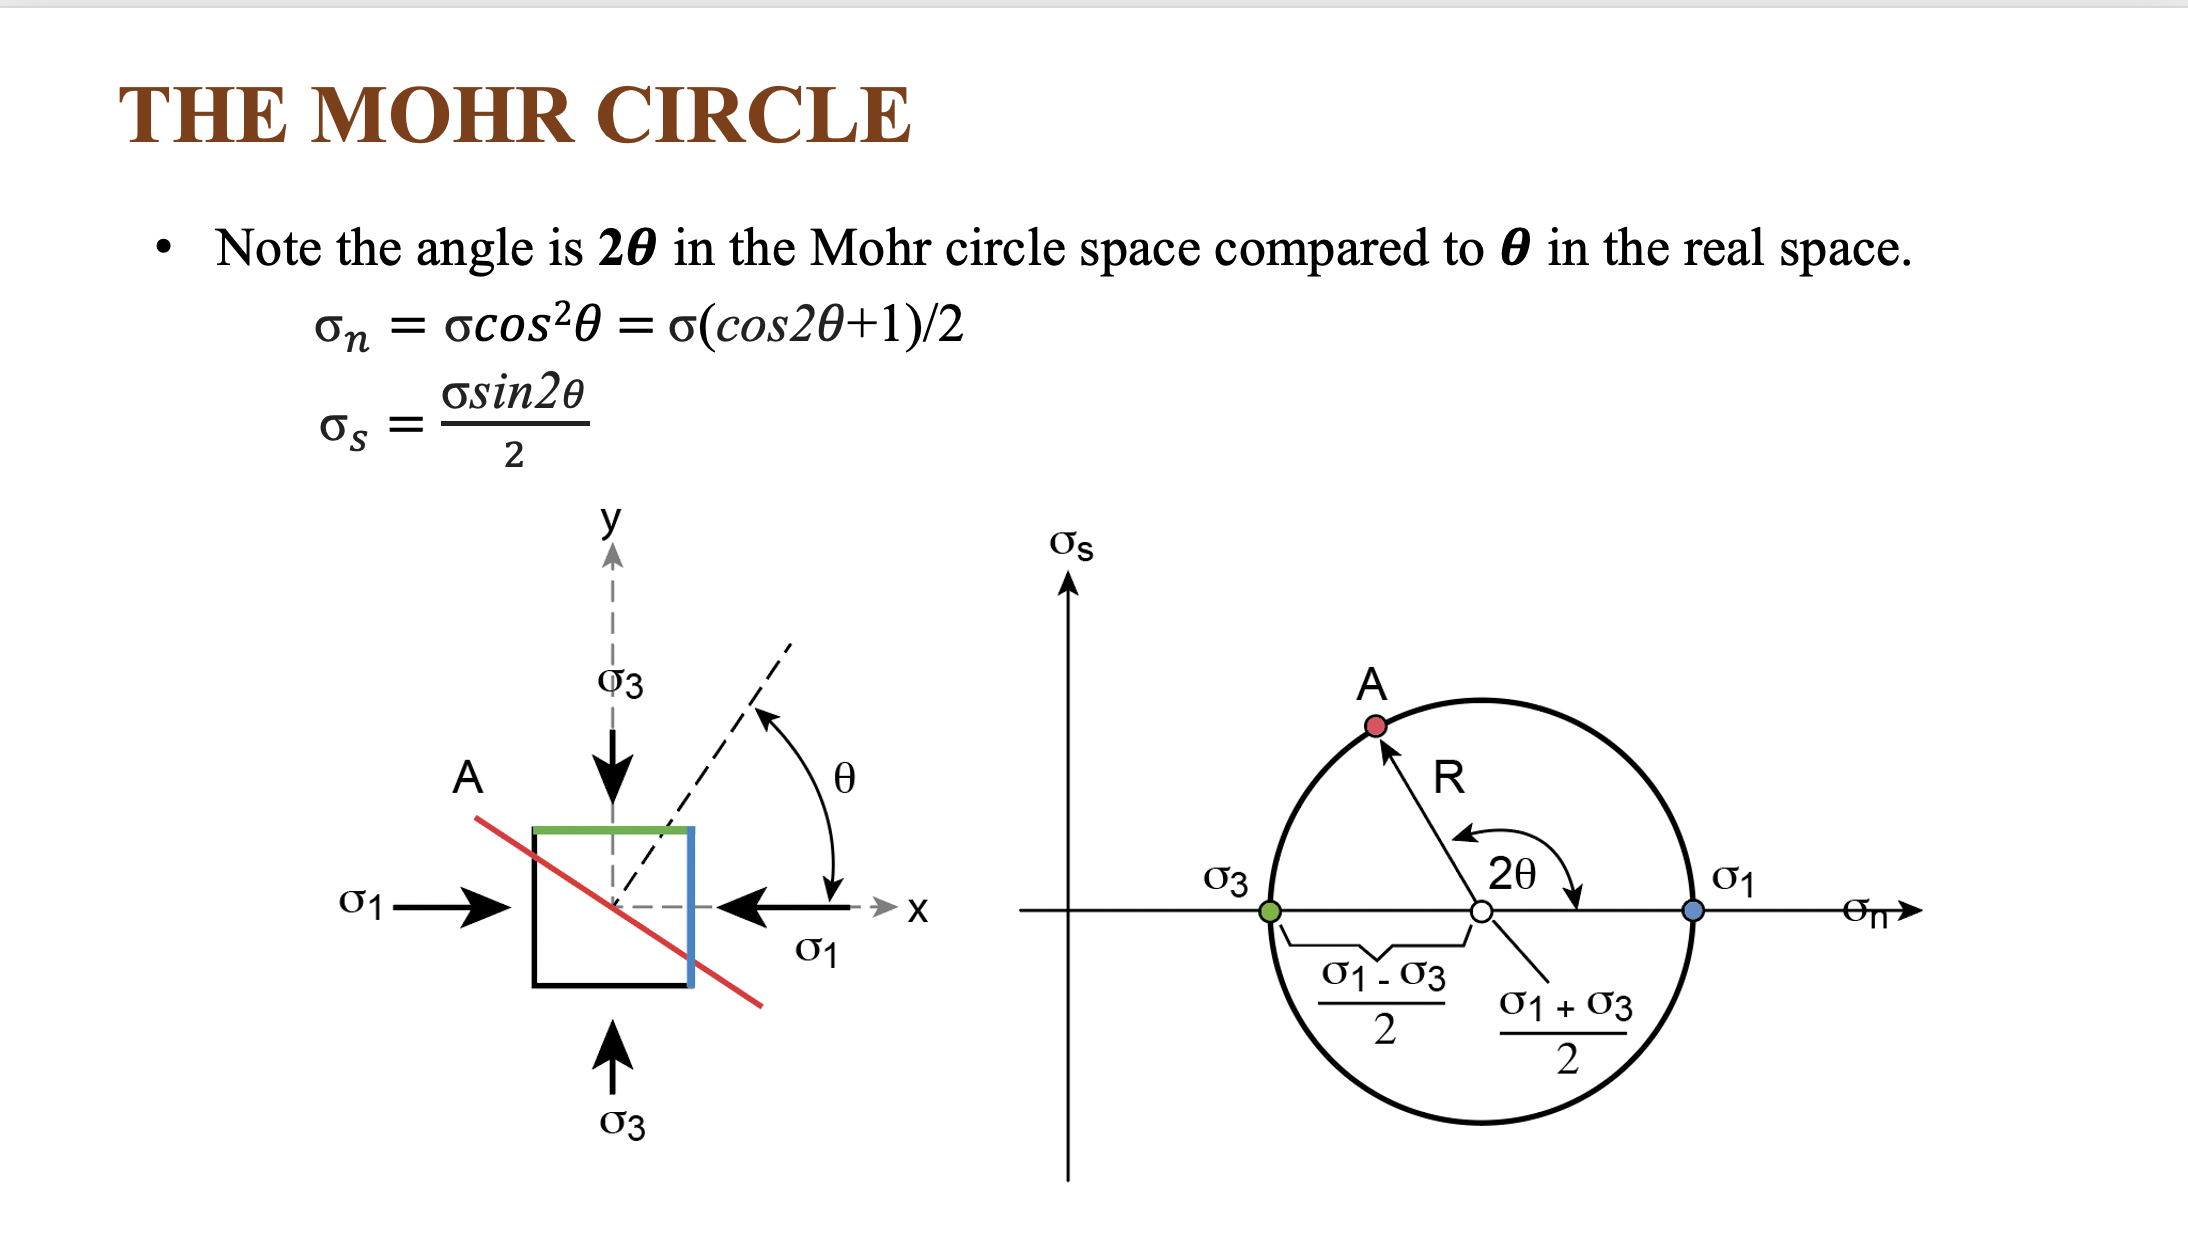 THE MOHR CIRCLE
• Note the angle is 2θ in the Mohr circle space compared to θ in the real space.
σₙ = σcos²θ = σ(cos2θ+1)/2
σₛ = σsin2θ / 2
y
σ3
A
θ
σ1
x
σ1
σ3
σs
A
R
2θ
σ3
σ1
σn
σ1 - σ3 / 2
σ1 + σ3 / 2